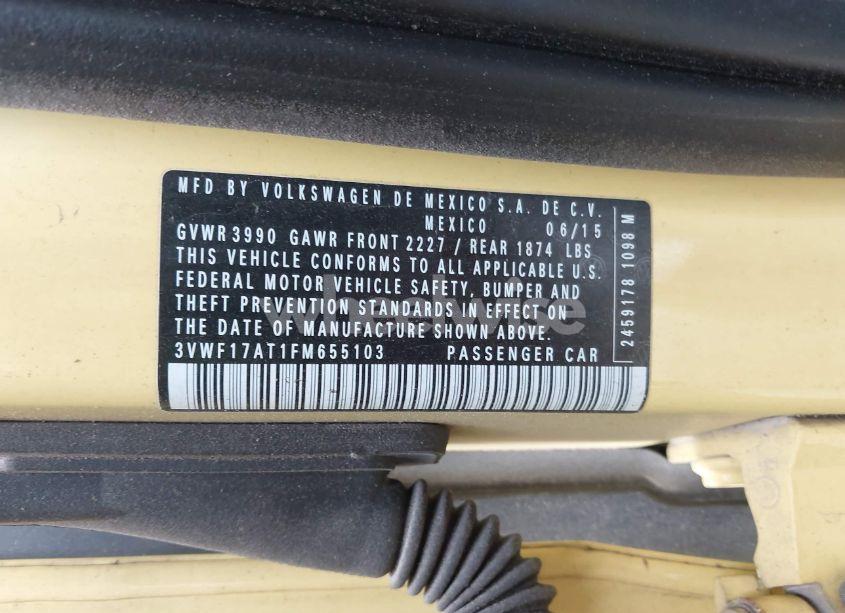 MFD BY VOLKSWAGEN DE MEXICO S.A. DE C.V.
MEXICO 06/15
GVWR 3990 GAWR FRONT 2227 / REAR 1874 LBS
THIS VEHICLE CONFORMS TO ALL APPLICABLE U.S.
FEDERAL MOTOR VEHICLE SAFETY, BUMPER AND
THEFT PREVENTION STANDARDS IN EFFECT ON
THE DATE OF MANUFACTURE SHOWN ABOVE.
3VWF17AT1FM655103 PASSENGER CAR
2459178 1098 M
wheelwise